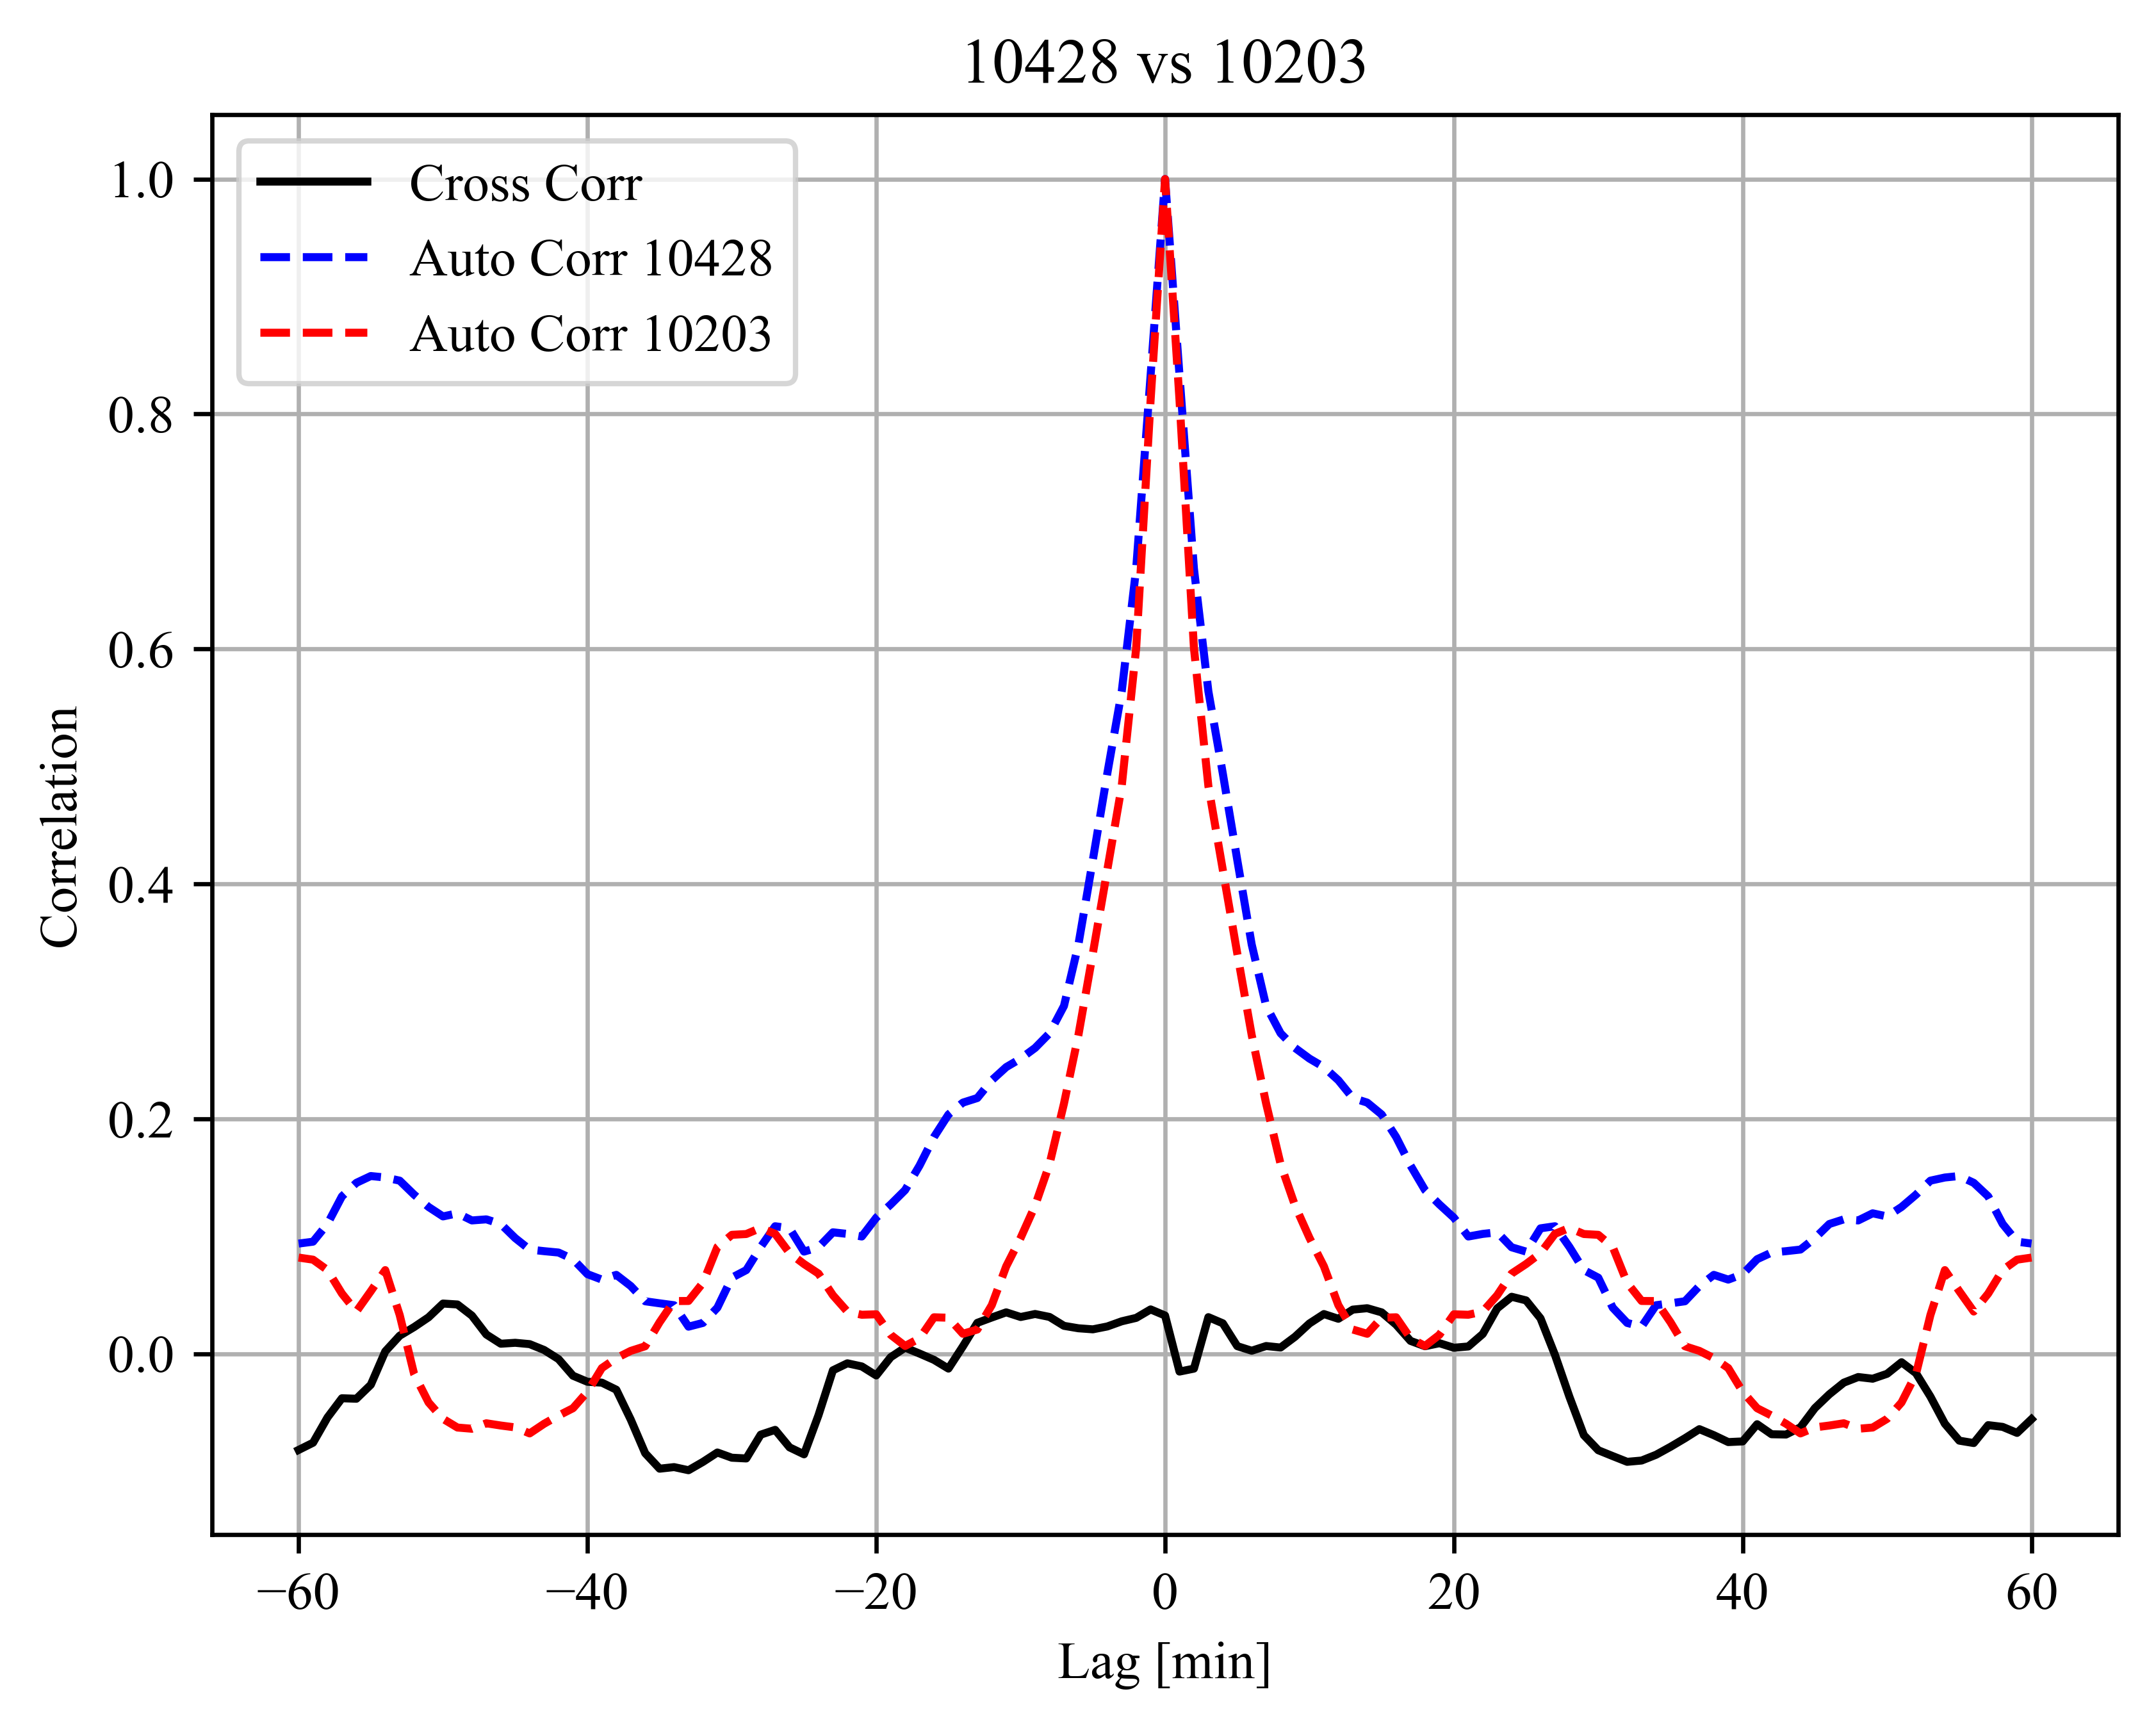 10428 vs 10203
Cross Corr
Auto Corr 10428
Auto Corr 10203
1.0
0.8
0.6
0.4
0.2
0.0
Correlation
−60 −40 −20 0 20 40 60
Lag [min]